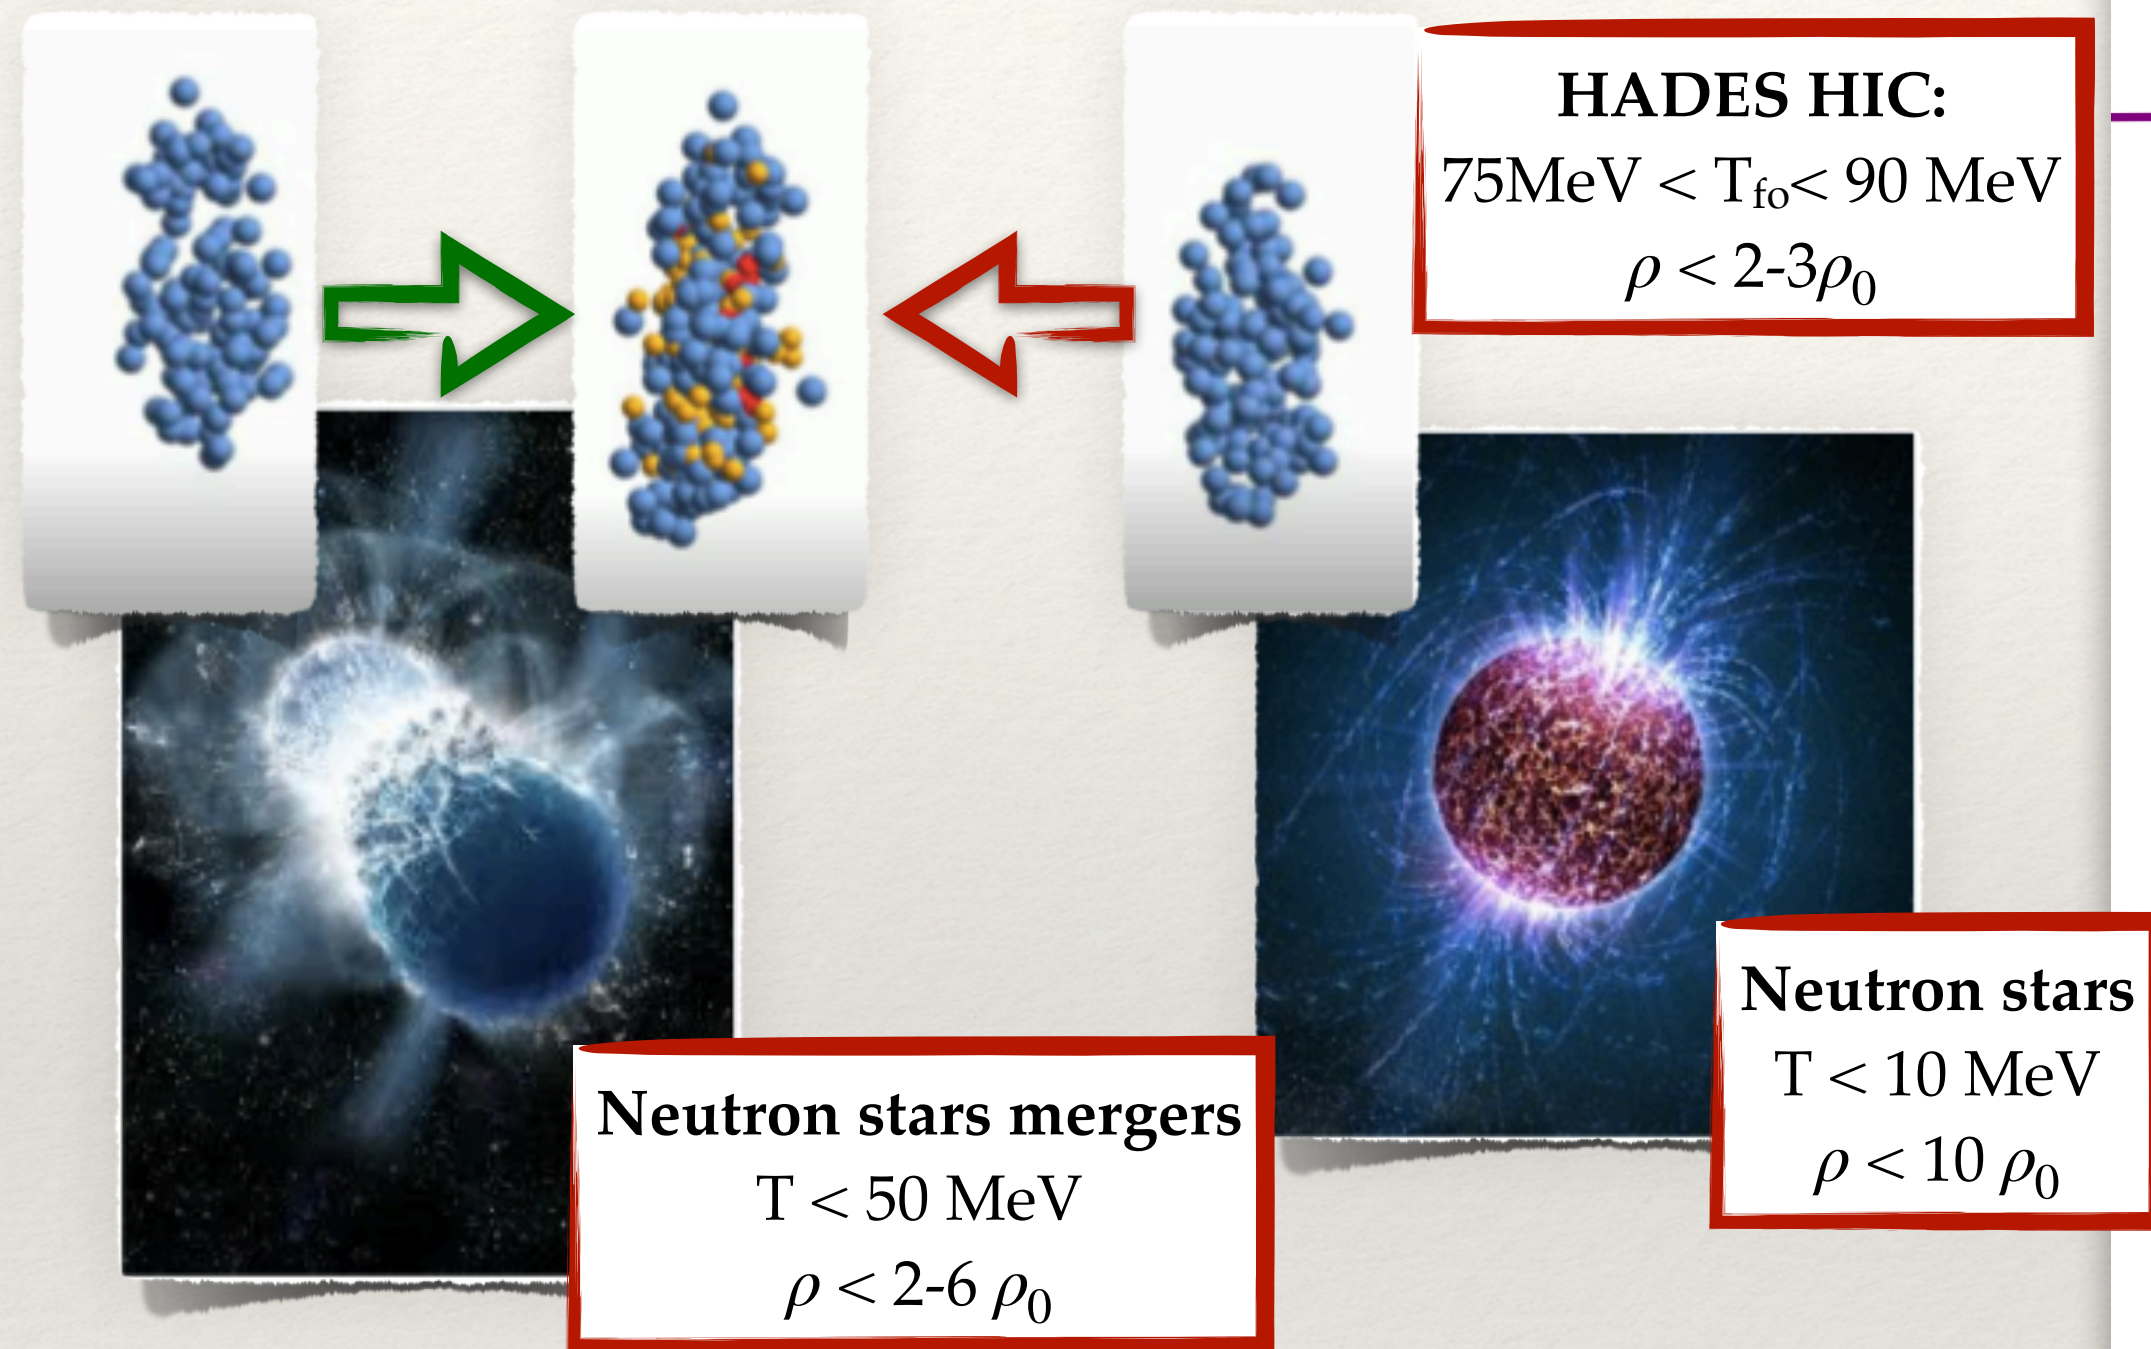 HADES HIC:
75MeV < Tfo< 90 MeV
ρ < 2-3ρ0
Neutron stars
T < 10 MeV
ρ < 10 ρ0
Neutron stars mergers
T < 50 MeV
ρ < 2-6 ρ0